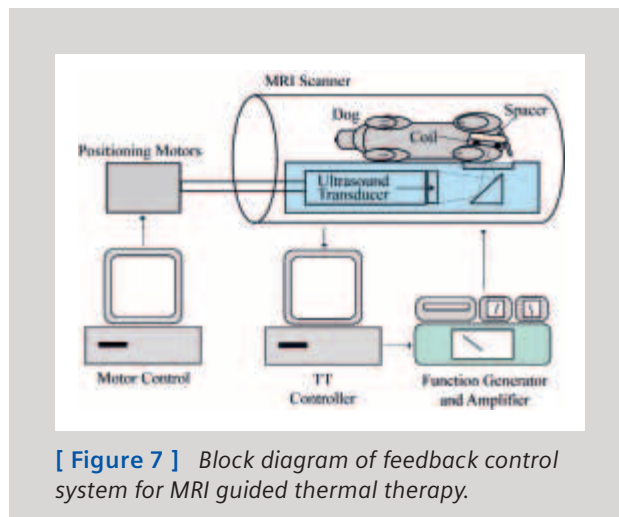 MRI Scanner
Dog
Spacer
Coil
Positioning Motors
Ultrasound
Transducer
Motor Control
TT
Controller
Function Generator
and Amplifier
[ Figure 7 ] Block diagram of feedback control
system for MRI guided thermal therapy.